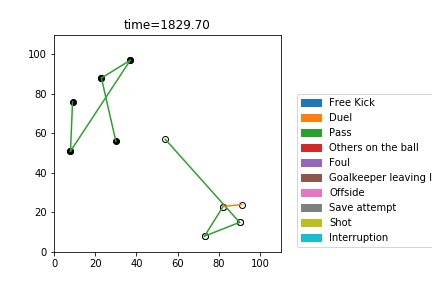 time=1829.70
100
80
60
40
20
0
0 20 40 60 80 100
Free Kick
Duel
Pass
Others on the ball
Foul
Goalkeeper leaving l
Offside
Save attempt
Shot
Interruption